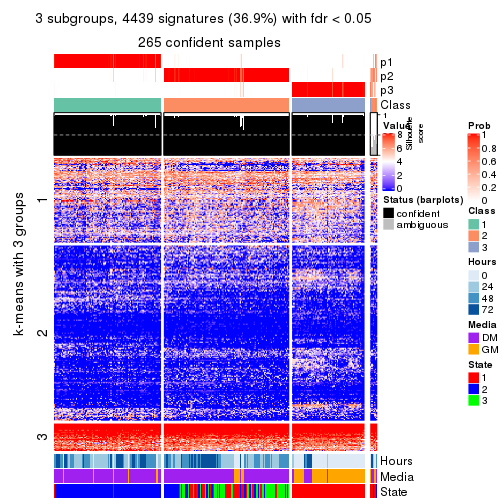 3 subgroups, 4439 signatures (36.9%) with fdr < 0.05
265 confident samples
p1
p2
p3
Class
1
Silhouette
score
k-means with 3 groups
1
2
3
Hours
Media
State
Value
8
6
4
2
0
Status (barplots)
confident
ambiguous
Prob
1
0.8
0.6
0.4
0.2
0
Class
1
2
3
Hours
0
24
48
72
Media
DM
GM
State
1
2
3